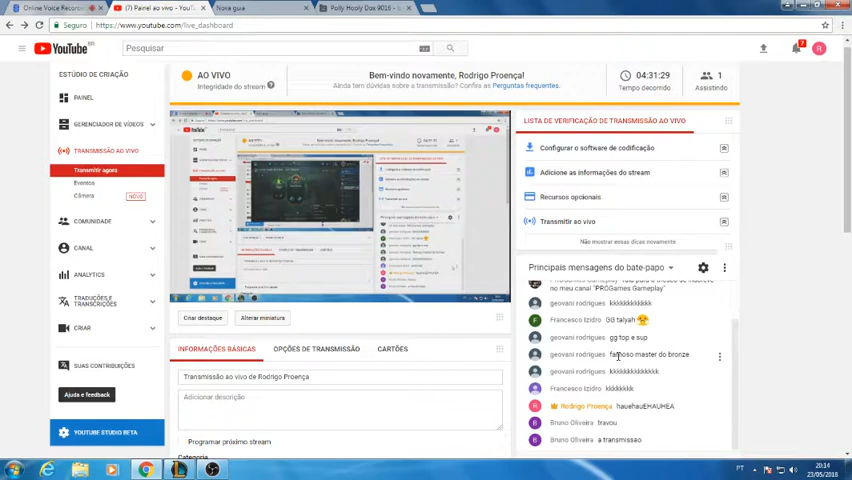 Online Voice Recor
(7) Painel ao vivo - Yo
Nova guia
Polly Hooly Dox 9016 - b
Seguro
https://www.youtube.com/live_dashboard
YouTube BR
Pesquisar
7
R
ESTÚDIO DE CRIAÇÃO
PAINEL
GERENCIADOR DE VÍDEOS
TRANSMISSÃO AO VIVO
Transmitir agora
Eventos
Câmera
NOVO
COMUNIDADE
CANAL
ANALYTICS
TRADUÇÕES E
TRANSCRIÇÕES
CRIAR
SUAS CONTRIBUIÇÕES
Ajuda e feedback
YOUTUBE STUDIO BETA
AO VIVO
Integridade do stream
Bem-vindo novamente, Rodrigo Proença!
Ainda tem dúvidas sobre a transmissão? Confira as Perguntas frequentes.
04:31:29
Tempo decorrido
1
Assistindo
Criar destaque
Alterar miniatura
INFORMAÇÕES BÁSICAS
OPÇÕES DE TRANSMISSÃO
CARTÕES
Transmissão ao vivo de Rodrigo Proença
Adicionar descrição
Programar próximo stream
Categoria
LISTA DE VERIFICAÇÃO DE TRANSMISSÃO AO VIVO
Configurar o software de codificação
Adicione as informações do stream
Recursos opcionais
Transmitir ao vivo
Não mostrar essas dicas novamente
Principais mensagens do bate-papo
no meu canal "PROGames Gameplay"
geovani rodrigues kkkkkkkkkkk
Francesco Izidro GG talyah
geovani rodrigues gg top e sup
geovani rodrigues famoso master do bronze
geovani rodrigues kkkkkkkkkkkkk
Francesco Izidro kkkkkkkk
Rodrigo Proença hauehauEHAUHEA
Bruno Oliveira travou
Bruno Oliveira a transmissao
PT
20:14
23/05/2018